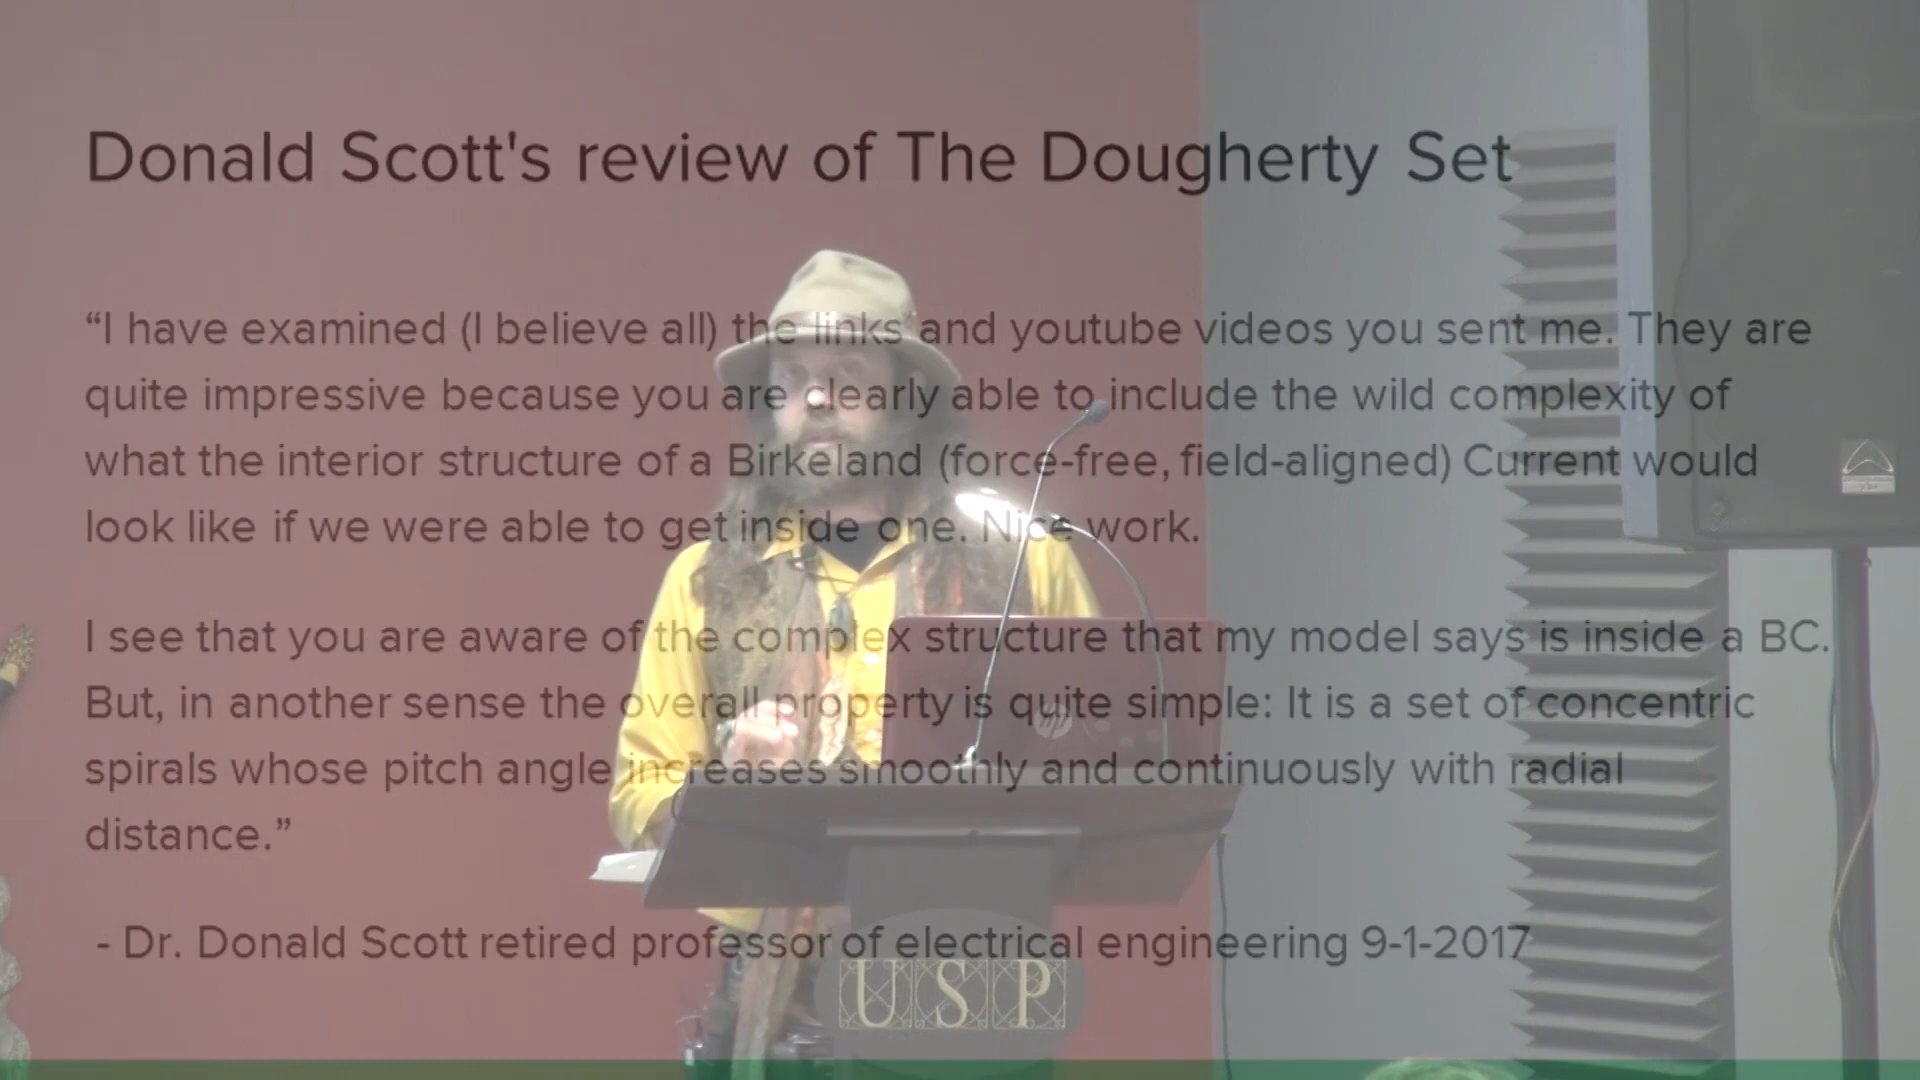 Donald Scott's review of The Dougherty Set
“I have examined (I believe all) the links and youtube videos you sent me. They are
quite impressive because you are clearly able to include the wild complexity of
what the interior structure of a Birkeland (force-free, field-aligned) Current would
look like if we were able to get inside one. Nice work.
I see that you are aware of the complex structure that my model says is inside a BC.
But, in another sense the overall property is quite simple: It is a set of concentric
spirals whose pitch angle increases smoothly and continuously with radial
distance.”
- Dr. Donald Scott retired professor of electrical engineering 9-1-2017
hp
USP